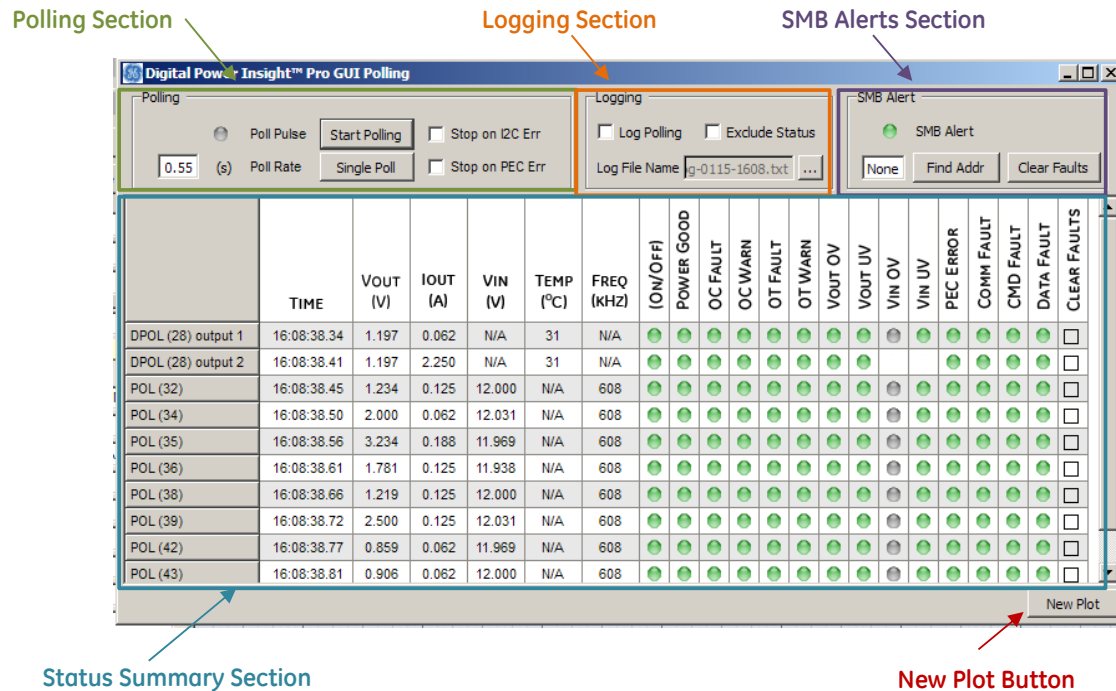 Polling Section
Logging Section
SMB Alerts Section
Digital Power Insight™ Pro GUI Polling
Polling
Poll Pulse Start Polling Stop on I2C Err
0.55 (s) Poll Rate Single Poll Stop on PEC Err
Logging
Log Polling Exclude Status
Log File Name g-0115-1608.txt ...
SMB Alert
SMB Alert
None Find Addr Clear Faults
TIME VOUT (V) IOUT (A) VIN (V) TEMP (°C) FREQ (KHZ) (ON/OFF) POWER GOOD OC FAULT OC WARN OT FAULT OT WARN VOUT OV VOUT UV VIN OV VIN UV PEC ERROR COMM FAULT CMD FAULT DATA FAULT CLEAR FAULTS
DPOL (28) output 1 16:08:38.34 1.197 0.062 N/A 31 N/A
DPOL (28) output 2 16:08:38.41 1.197 2.250 N/A 31 N/A
POL (32) 16:08:38.45 1.234 0.125 12.000 N/A 608
POL (34) 16:08:38.50 2.000 0.062 12.031 N/A 608
POL (35) 16:08:38.56 3.234 0.188 11.969 N/A 608
POL (36) 16:08:38.61 1.781 0.125 11.938 N/A 608
POL (38) 16:08:38.66 1.219 0.125 12.000 N/A 608
POL (39) 16:08:38.72 2.500 0.125 12.031 N/A 608
POL (42) 16:08:38.77 0.859 0.062 11.969 N/A 608
POL (43) 16:08:38.81 0.906 0.062 12.000 N/A 608
New Plot
Status Summary Section
New Plot Button